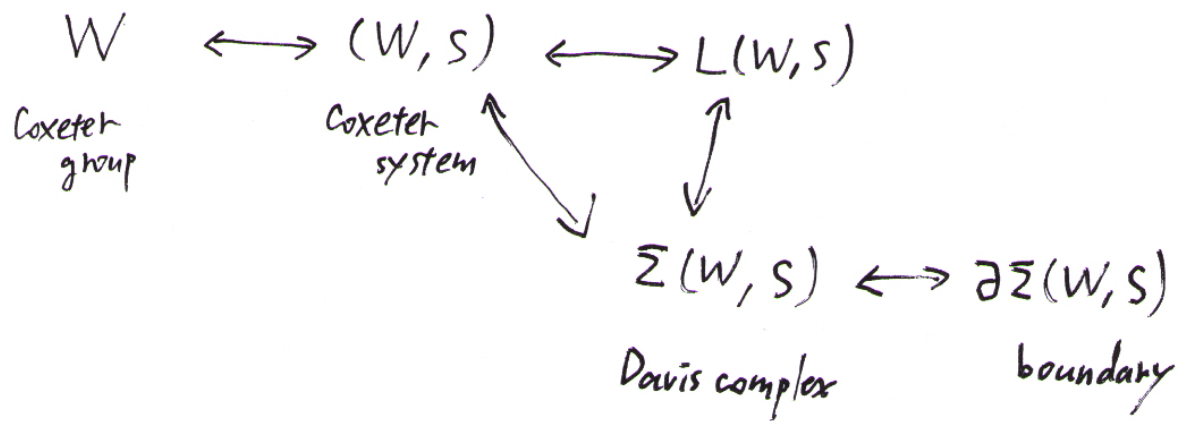 W ↔ (W, S) ↔ L(W, S)
Coxeter group
Coxeter system
Σ(W, S) ↔ ∂Σ(W, S)
Davis complex
boundary